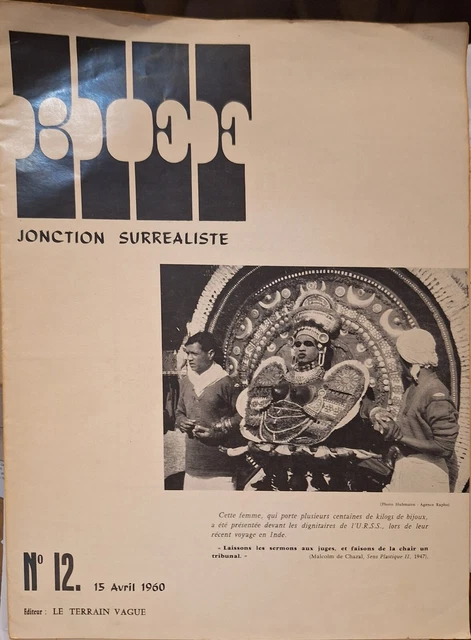 BIEF
JONCTION SURREALISTE
Cette femme, qui porte plusieurs centaines de kilogs de bijoux,
a été présentée devant les dignitaires de l'U.R.S.S., lors de leur
récent voyage en Inde.
« Laissons les sermons aux juges, et faisons de la chair un
tribunal. » (Malcolm de Chazal, Sens Plastique-II, 1947).
N° 12. 15 Avril 1960
Editeur : LE TERRAIN VAGUE